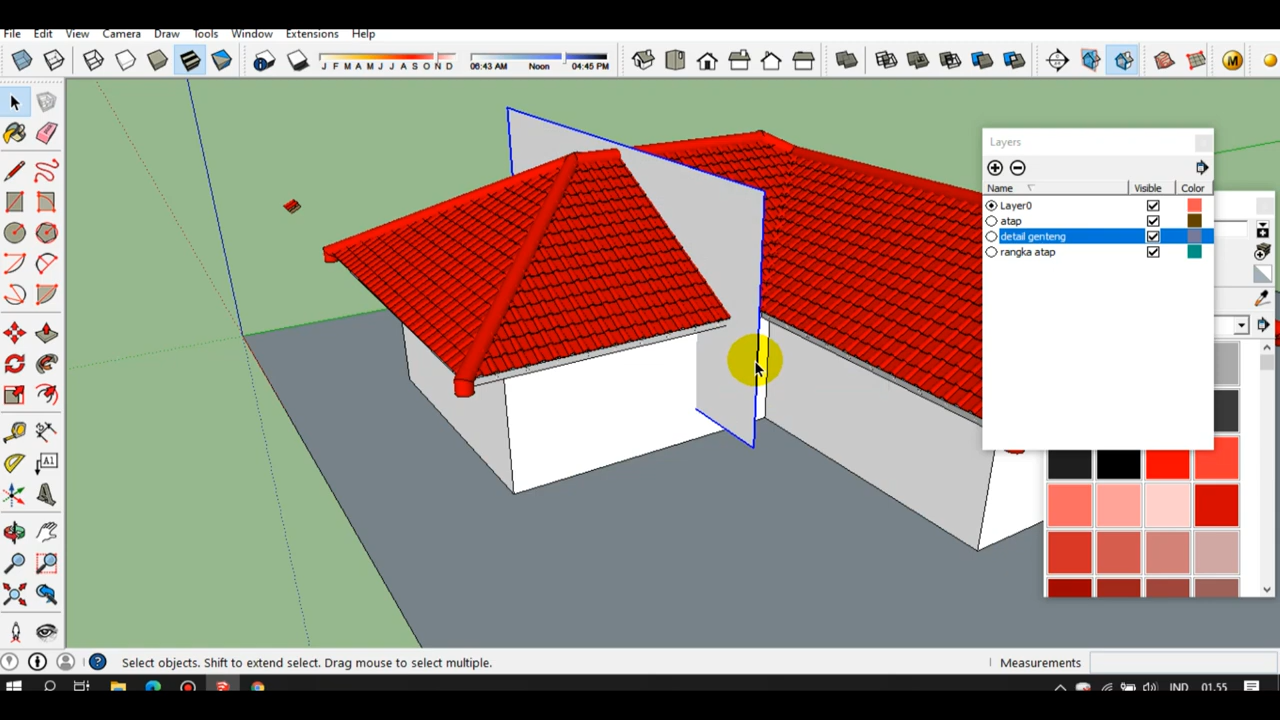 File Edit View Camera Draw Tools Window Extensions Help
J F M A M J J A S O N D
06:43 AM Noon 04:45 PM
M
Layers
Name Visible Color
Layer0
atap
detail genteng
rangka atap
A1
Select objects. Shift to extend select. Drag mouse to select multiple.
Measurements
IND 01.55